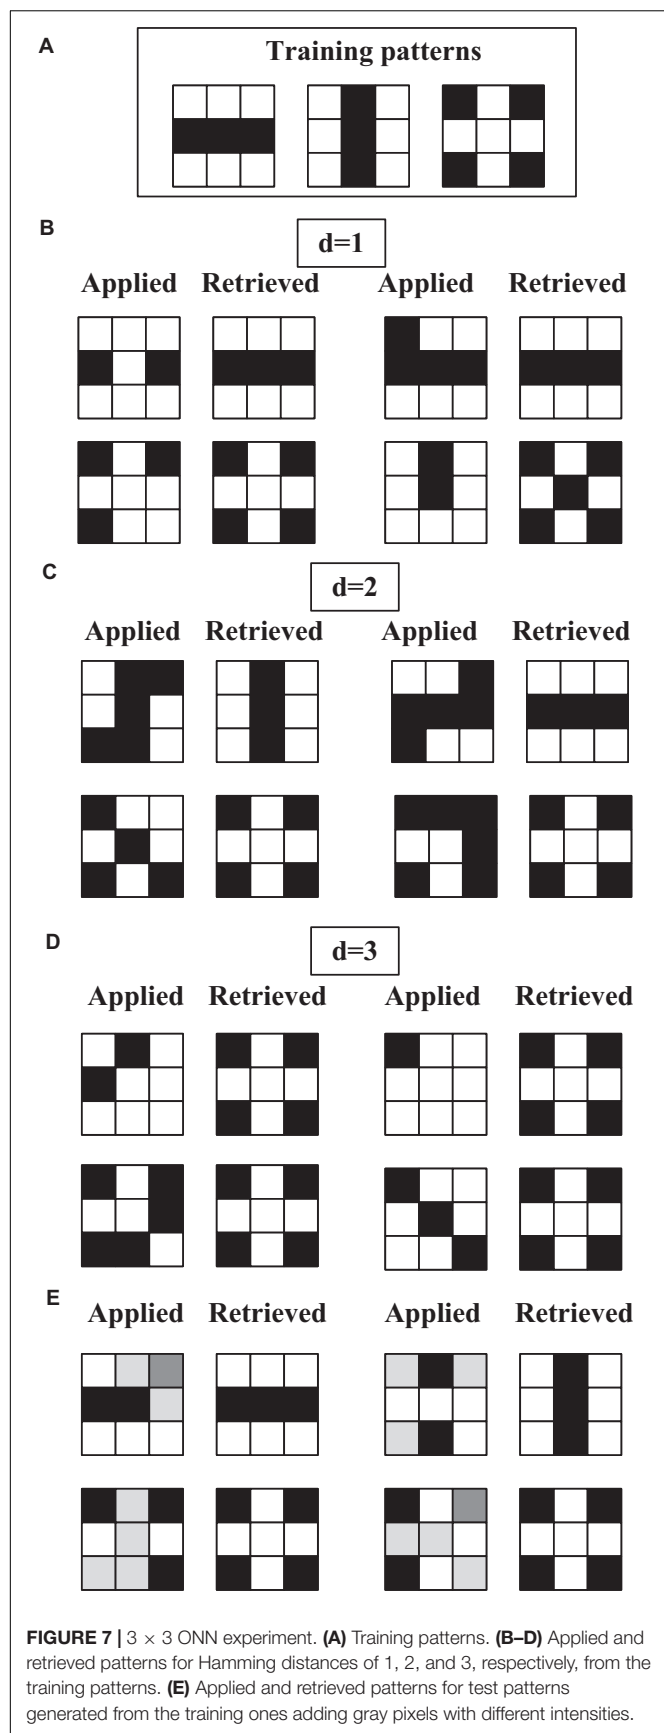 A
Training patterns
B
d=1
Applied Retrieved Applied Retrieved
C
d=2
Applied Retrieved Applied Retrieved
D
d=3
Applied Retrieved Applied Retrieved
E
Applied Retrieved Applied Retrieved
FIGURE 7 | 3 × 3 ONN experiment. (A) Training patterns. (B–D) Applied and
retrieved patterns for Hamming distances of 1, 2, and 3, respectively, from the
training patterns. (E) Applied and retrieved patterns for test patterns
generated from the training ones adding gray pixels with different intensities.